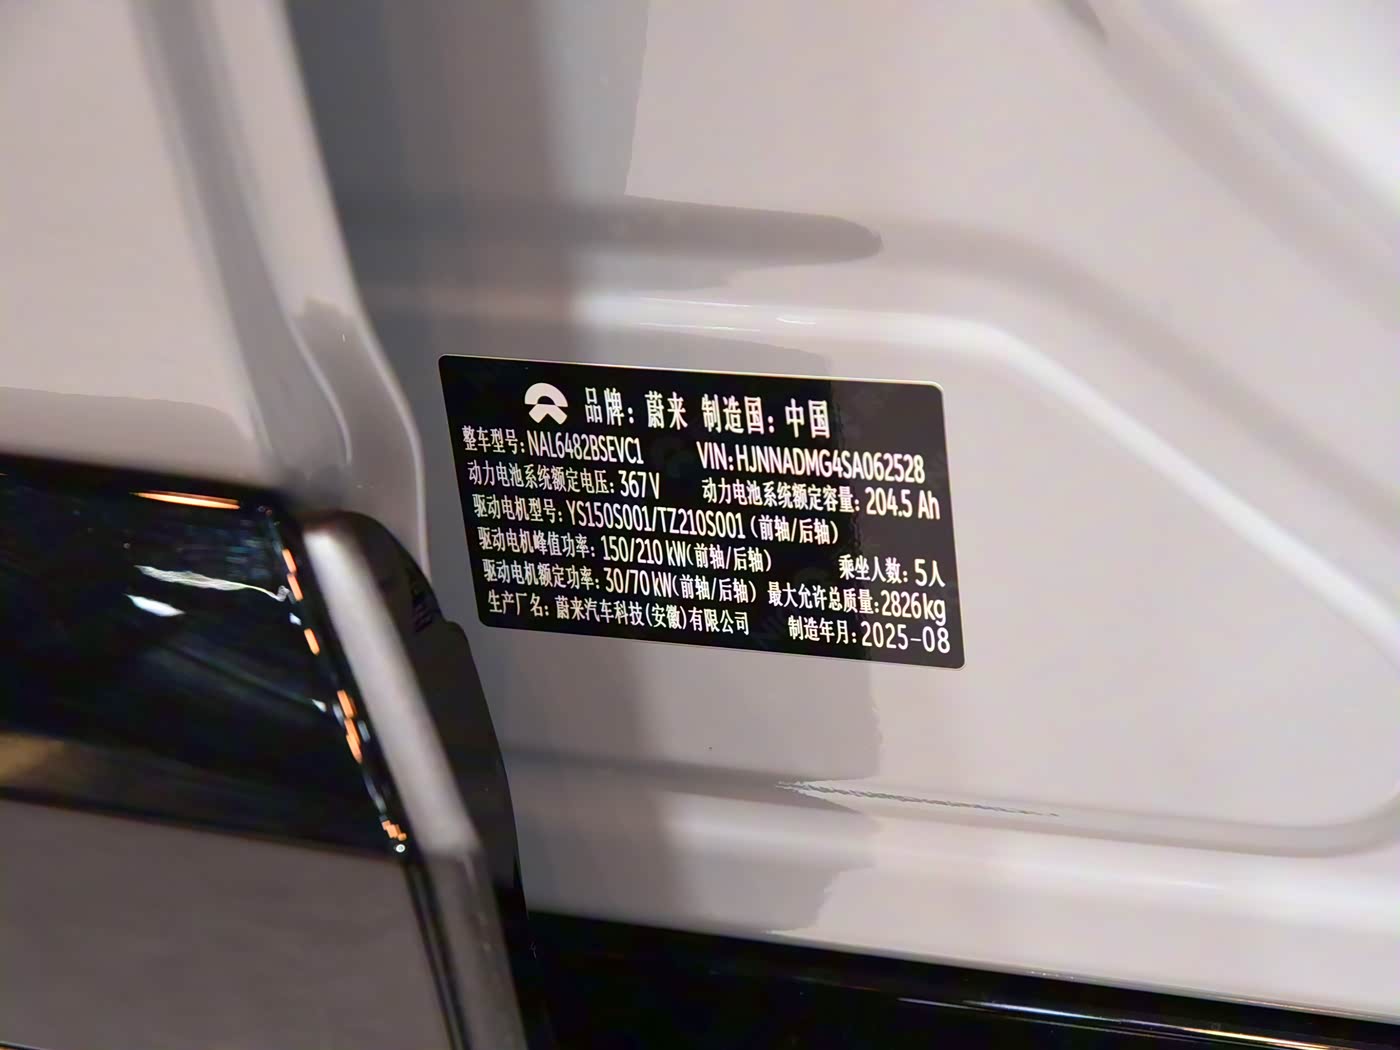 品牌: 蔚来 制造国: 中国
整车型号: NAL6482BSEVC1 VIN: HJNNADMG4SA062528
动力电池系统额定电压: 367V 动力电池系统额定容量: 204.5 Ah
驱动电机型号: YS150S001/TZ210S001 (前轴/后轴)
驱动电机峰值功率: 150/210 kW(前轴/后轴) 乘坐人数: 5人
驱动电机额定功率: 30/70 kW(前轴/后轴) 最大允许总质量: 2826kg
生产厂名: 蔚来汽车科技(安徽)有限公司 制造年月: 2025-08